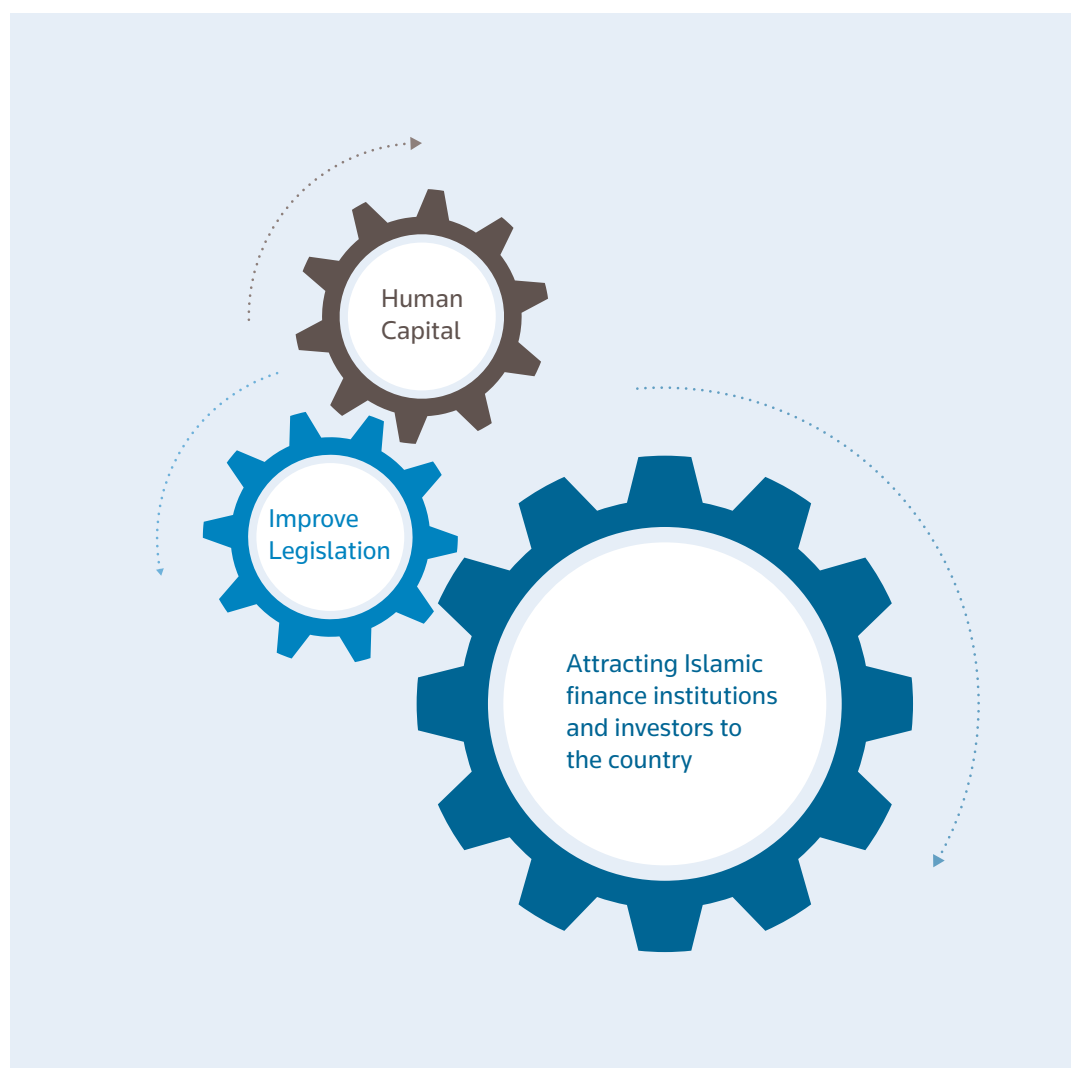 Human
Capital
Improve
Legislation
Attracting Islamic
finance institutions
and investors to
the country